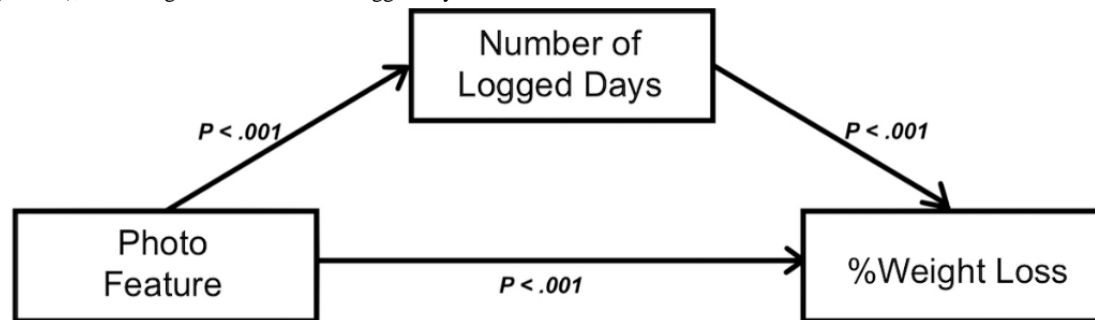 Number of
Logged Days
P < .001
P < .001
Photo
Feature
P < .001
%Weight Loss